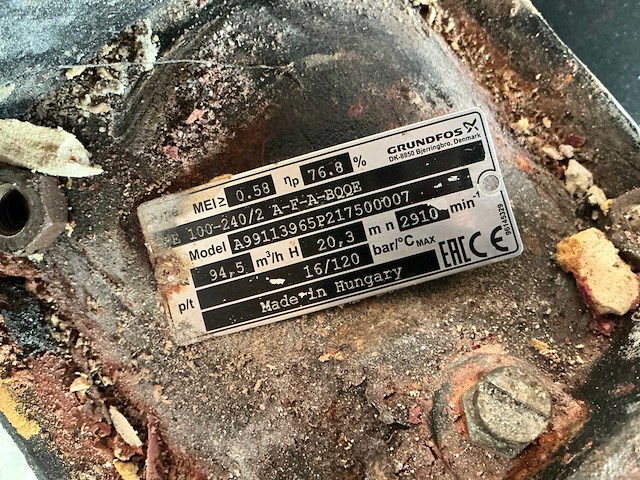 GRUNDFOS
DK-8850 Bjerringbro, Denmark
MEI≥ 0.58 ηp 76.8 %
100-240/2 A-F-A-BQQE
Model A99113965P217500007
94,5 m³/h H 20,3 m n 2910 min⁻¹
p/t 16/120 bar/°C MAX
Made in Hungary
EAC CE
96145329